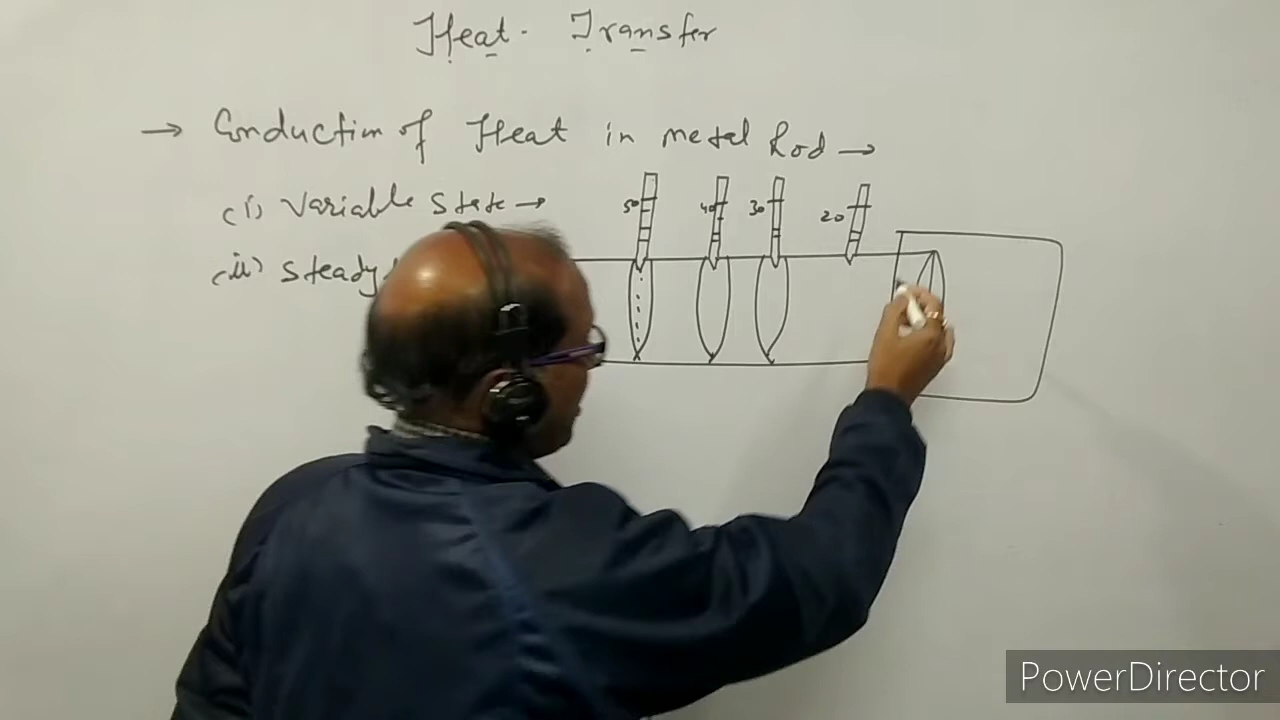 Heat Transfer
→ Conduction of Heat in metal Rod →
(i) Variable State →
(ii) Steady
50 40 30 20
PowerDirector